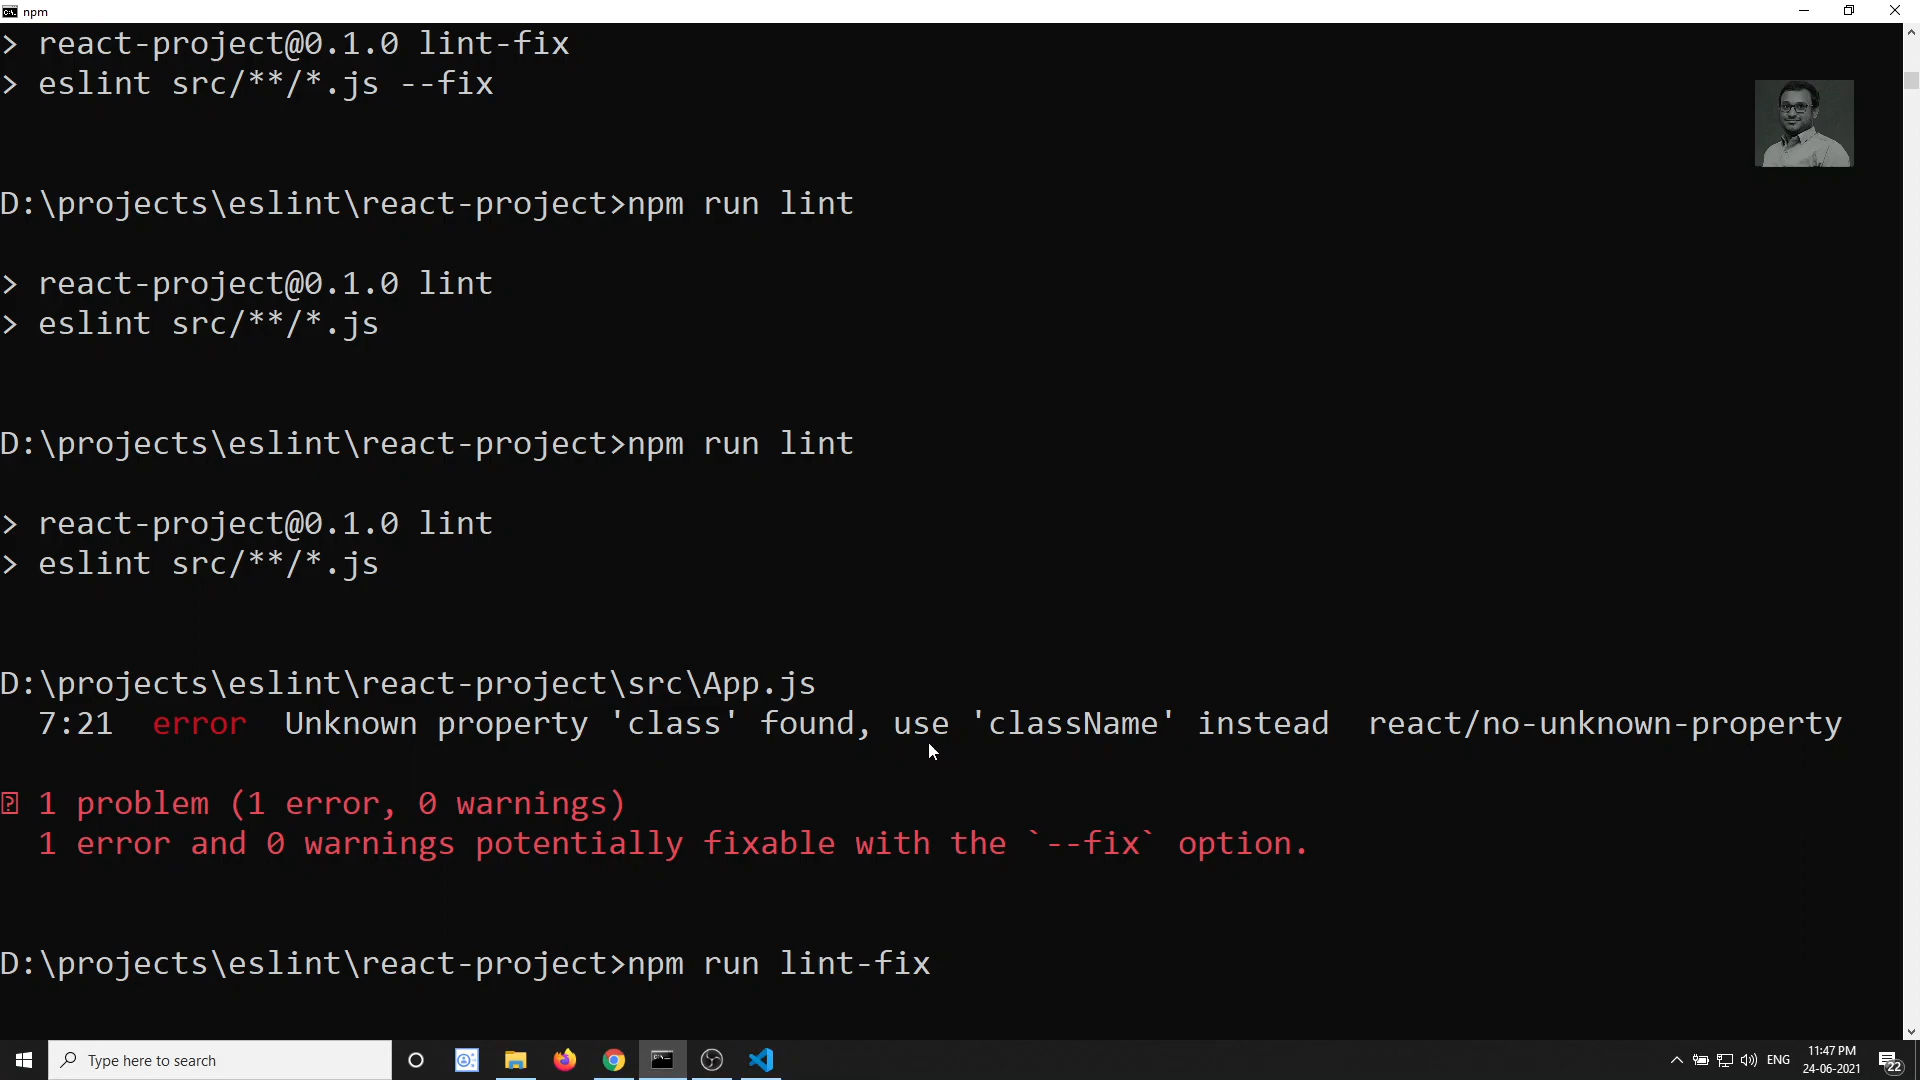 npm
> react-project@0.1.0 lint-fix
> eslint src/**/*.js --fix
D:\projects\eslint\react-project>npm run lint
> react-project@0.1.0 lint
> eslint src/**/*.js
D:\projects\eslint\react-project>npm run lint
> react-project@0.1.0 lint
> eslint src/**/*.js
D:\projects\eslint\react-project\src\App.js
7:21 error Unknown property 'class' found, use 'className' instead react/no-unknown-property
⍰ 1 problem (1 error, 0 warnings)
1 error and 0 warnings potentially fixable with the `--fix` option.
D:\projects\eslint\react-project>npm run lint-fix
Type here to search
ENG
11:47 PM
24-06-2021
22